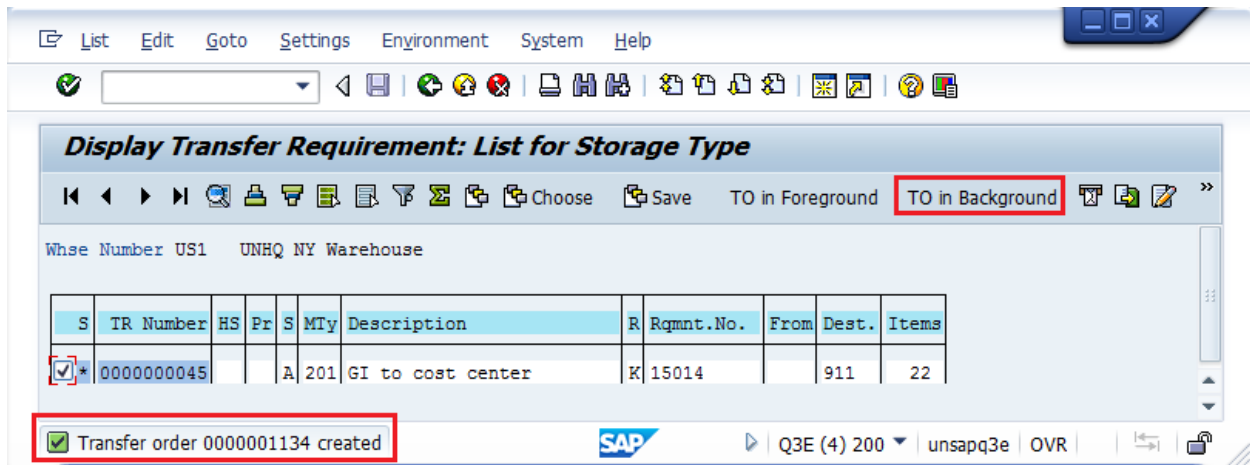 List Edit Goto Settings Environment System Help
Display Transfer Requirement: List for Storage Type
Choose Save TO in Foreground TO in Background »
Whse Number US1 UNHQ NY Warehouse
S TR Number HS Pr S MTy Description R Rqmnt.No. From Dest. Items
* 0000000045 A 201 GI to cost center K 15014 911 22
Transfer order 0000001134 created SAP Q3E (4) 200 unsapq3e OVR